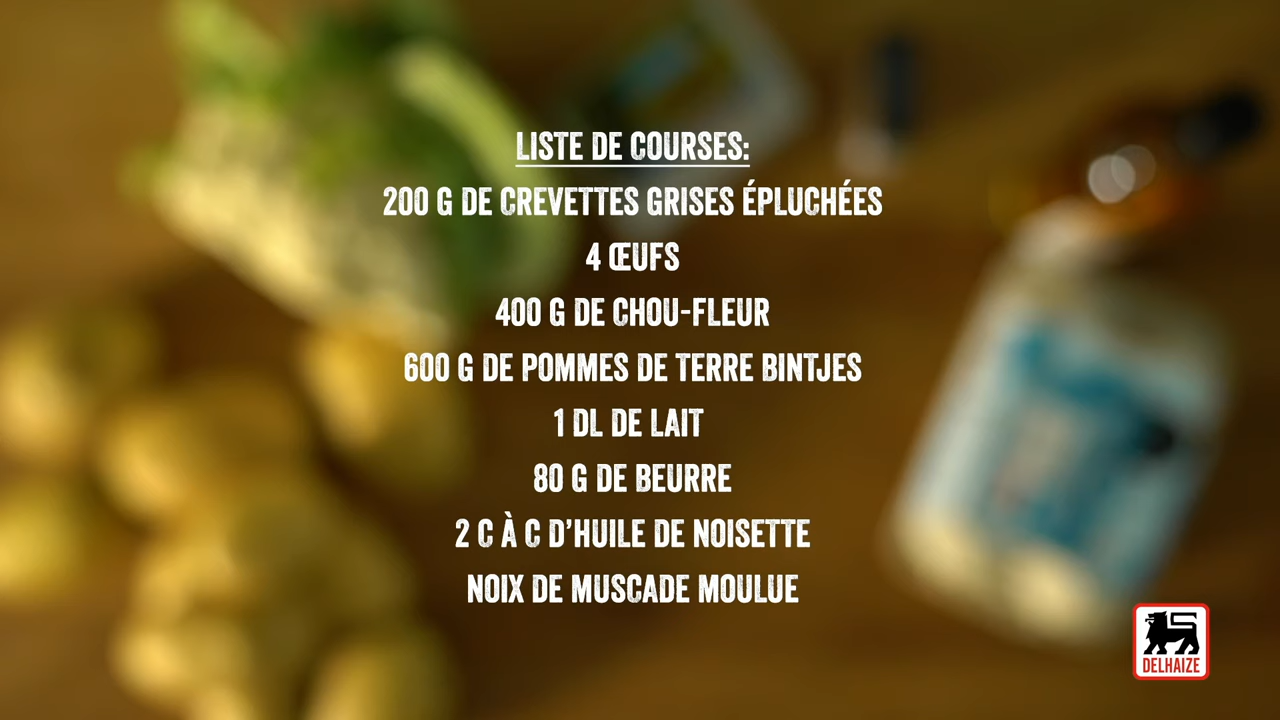 LISTE DE COURSES:
200 G DE CREVETTES GRISES ÉPLUCHÉES
4 ŒUFS
400 G DE CHOU-FLEUR
600 G DE POMMES DE TERRE BINTJES
1 DL DE LAIT
80 G DE BEURRE
2 C À C D'HUILE DE NOISETTE
NOIX DE MUSCADE MOULUE
DELHAIZE